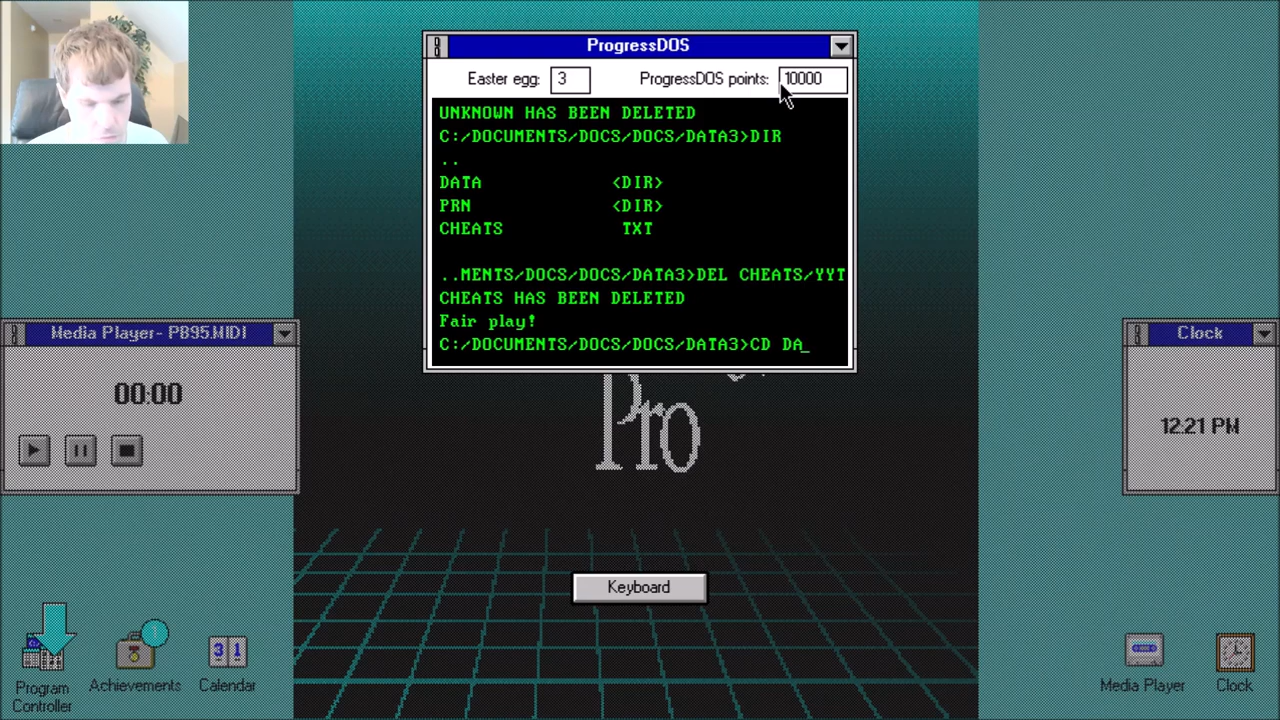 ProgressDOS
Easter egg: 3
ProgressDOS points: 10000
UNKNOWN HAS BEEN DELETED
C:/DOCUMENTS/DOCS/DOCS/DATA3>DIR
..
DATA <DIR>
PRN <DIR>
CHEATS TXT
..MENTS/DOCS/DOCS/DATA3>DEL CHEATS/YYT
CHEATS HAS BEEN DELETED
Fair play!
C:/DOCUMENTS/DOCS/DOCS/DATA3>CD DA_
Media Player- PB95.MIDI
00:00
Clock
12:21 PM
Pro
Keyboard
Program
Controller
Achievements
1
31
Calendar
Media Player
Clock